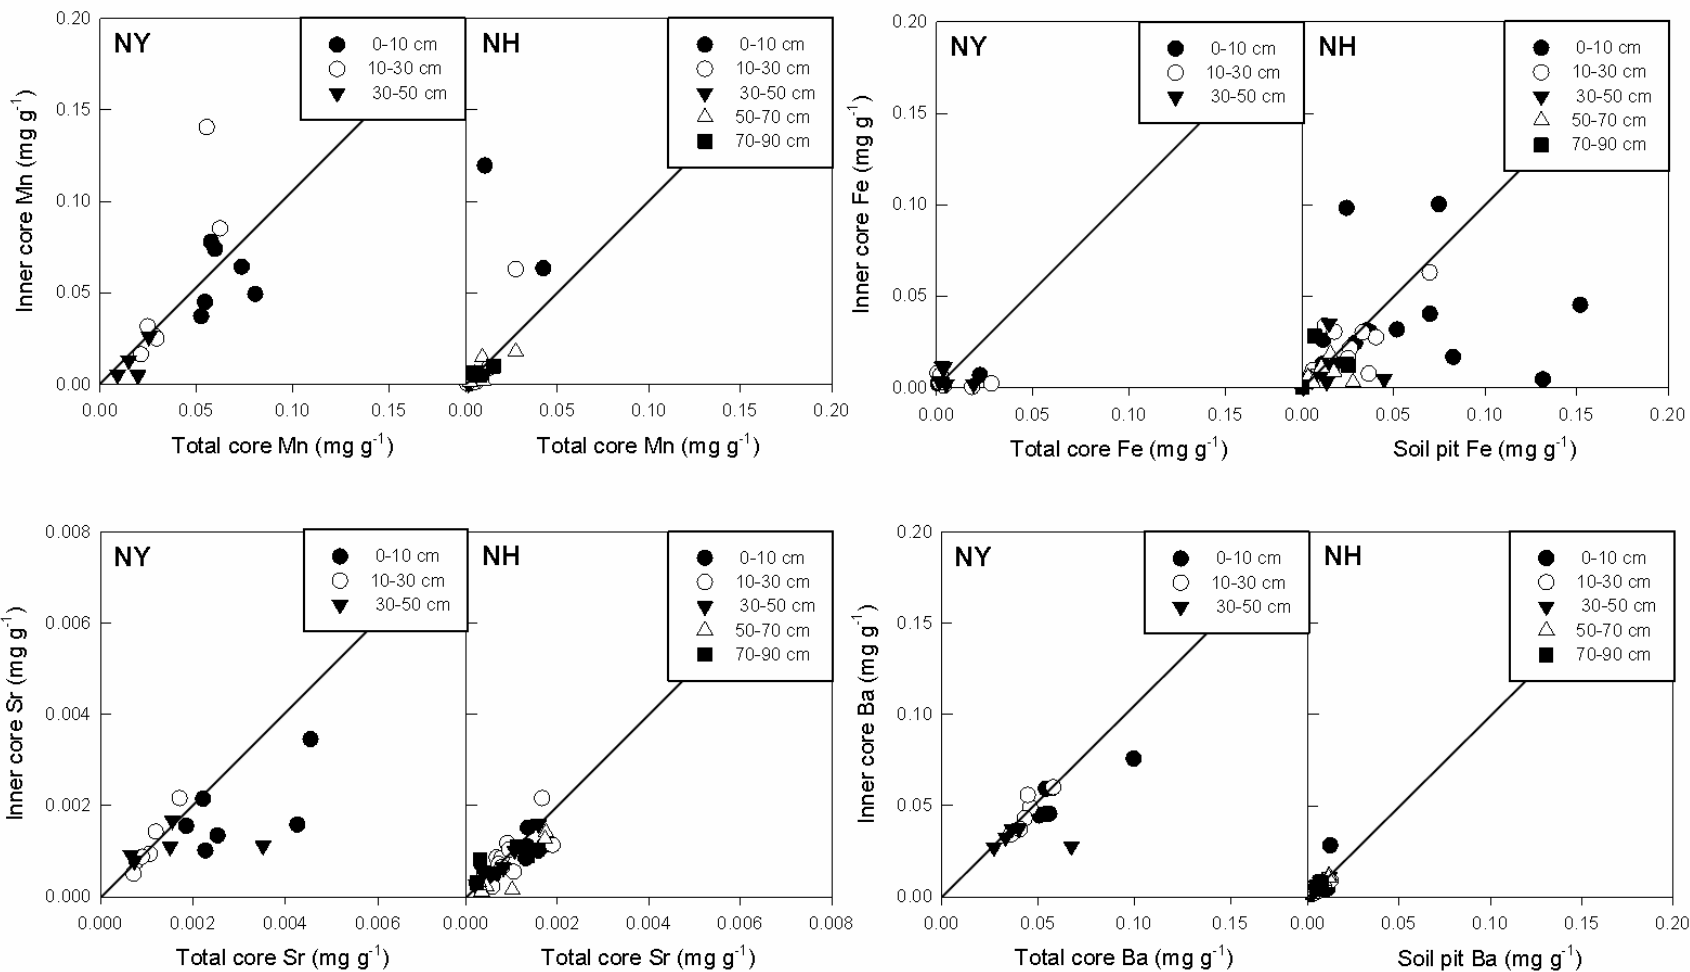 NY
0-10 cm
10-30 cm
30-50 cm
NH
0-10 cm
10-30 cm
30-50 cm
50-70 cm
70-90 cm
Inner core Mn (mg g-1)
0.20
0.15
0.10
0.05
0.00
0.00 0.05 0.10 0.15 0.00 0.05 0.10 0.15 0.20
Total core Mn (mg g-1) Total core Mn (mg g-1)
NY
0-10 cm
10-30 cm
30-50 cm
NH
0-10 cm
10-30 cm
30-50 cm
50-70 cm
70-90 cm
Inner core Fe (mg g-1)
0.20
0.15
0.10
0.05
0.00
0.00 0.05 0.10 0.15 0.00 0.05 0.10 0.15 0.20
Total core Fe (mg g-1) Soil pit Fe (mg g-1)
NY
0-10 cm
10-30 cm
30-50 cm
NH
0-10 cm
10-30 cm
30-50 cm
50-70 cm
70-90 cm
Inner core Sr (mg g-1)
0.008
0.006
0.004
0.002
0.000
0.000 0.002 0.004 0.006 0.000 0.002 0.004 0.006 0.008
Total core Sr (mg g-1) Total core Sr (mg g-1)
NY
0-10 cm
10-30 cm
30-50 cm
NH
0-10 cm
10-30 cm
30-50 cm
50-70 cm
70-90 cm
Inner core Ba (mg g-1)
0.20
0.15
0.10
0.05
0.00
0.00 0.05 0.10 0.15 0.00 0.05 0.10 0.15 0.20
Total core Ba (mg g-1) Soil pit Ba (mg g-1)